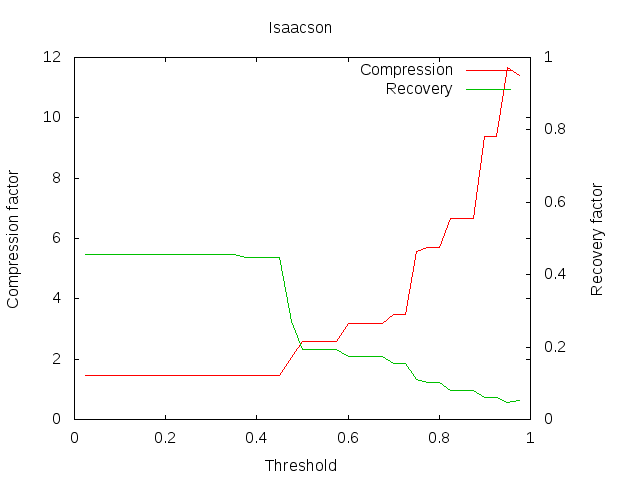 Isaacson
Compression
Recovery
12
10
8
6
4
2
0
Compression factor
1
0.8
0.6
0.4
0.2
0
Recovery factor
0 0.2 0.4 0.6 0.8 1
Threshold